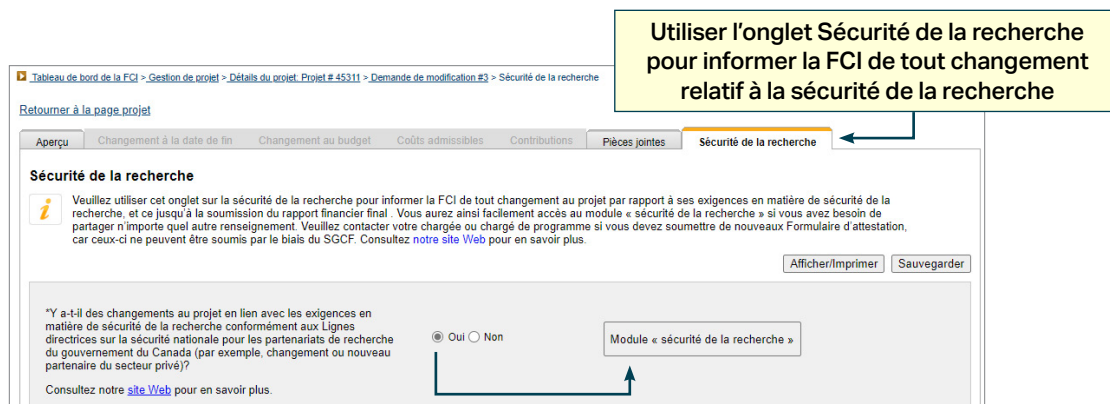 Utiliser l'onglet Sécurité de la recherche
pour informer la FCI de tout changement
relatif à la sécurité de la recherche
Tableau de bord de la FCI > Gestion de projet > Détails du projet: Projet # 45311 > Demande de modification #3 > Sécurité de la recherche
Retourner à la page projet
Aperçu Changement à la date de fin Changement au budget Coûts admissibles Contributions Pièces jointes Sécurité de la recherche
Sécurité de la recherche
i
Veuillez utiliser cet onglet sur la sécurité de la recherche pour informer la FCI de tout changement au projet par rapport à ses exigences en matière de sécurité de la
recherche, et ce jusqu'à la soumission du rapport financier final . Vous aurez ainsi facilement accès au module « sécurité de la recherche » si vous avez besoin de
partager n'importe quel autre renseignement. Veuillez contacter votre chargée ou chargé de programme si vous devez soumettre de nouveaux Formulaire d'attestation,
car ceux-ci ne peuvent être soumis par le biais du SGCF. Consultez notre site Web pour en savoir plus.
Afficher/Imprimer Sauvegarder
*Y a-t-il des changements au projet en lien avec les exigences en
matière de sécurité de la recherche conformément aux Lignes
directrices sur la sécurité nationale pour les partenariats de recherche
du gouvernement du Canada (par exemple, changement ou nouveau
partenaire du secteur privé)?
Oui Non
Module « sécurité de la recherche »
Consultez notre site Web pour en savoir plus.